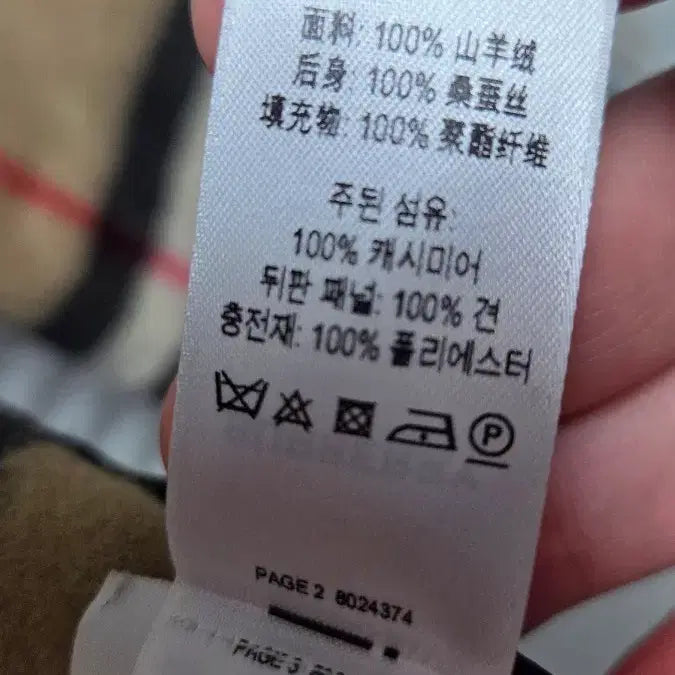 面料: 100% 山羊绒
后身: 100% 桑蚕丝
填充物: 100% 聚酯纤维
주된 섬유:
100% 캐시미어
뒤판 패널: 100% 견
충전재: 100% 폴리에스터
P
PAGE 2 8024374
PAGE 3